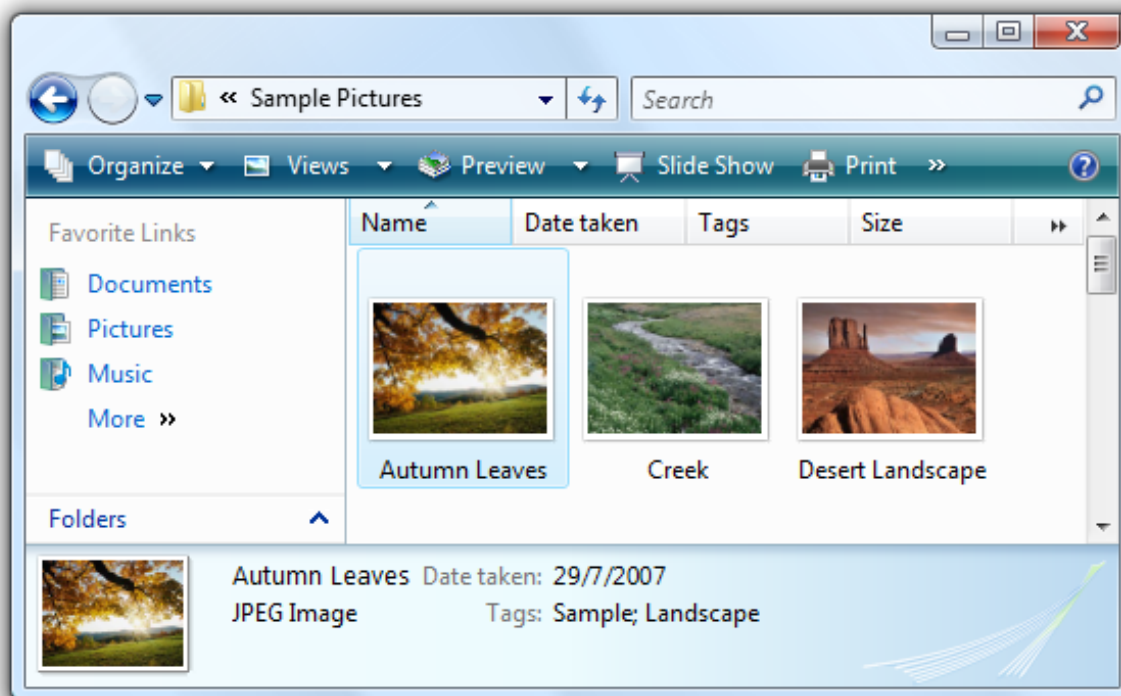 « Sample Pictures Search
Organize Views Preview Slide Show Print »
Favorite Links
Documents
Pictures
Music
More »
Folders
Name Date taken Tags Size
Autumn Leaves Creek Desert Landscape
Autumn Leaves Date taken: 29/7/2007
JPEG Image Tags: Sample; Landscape